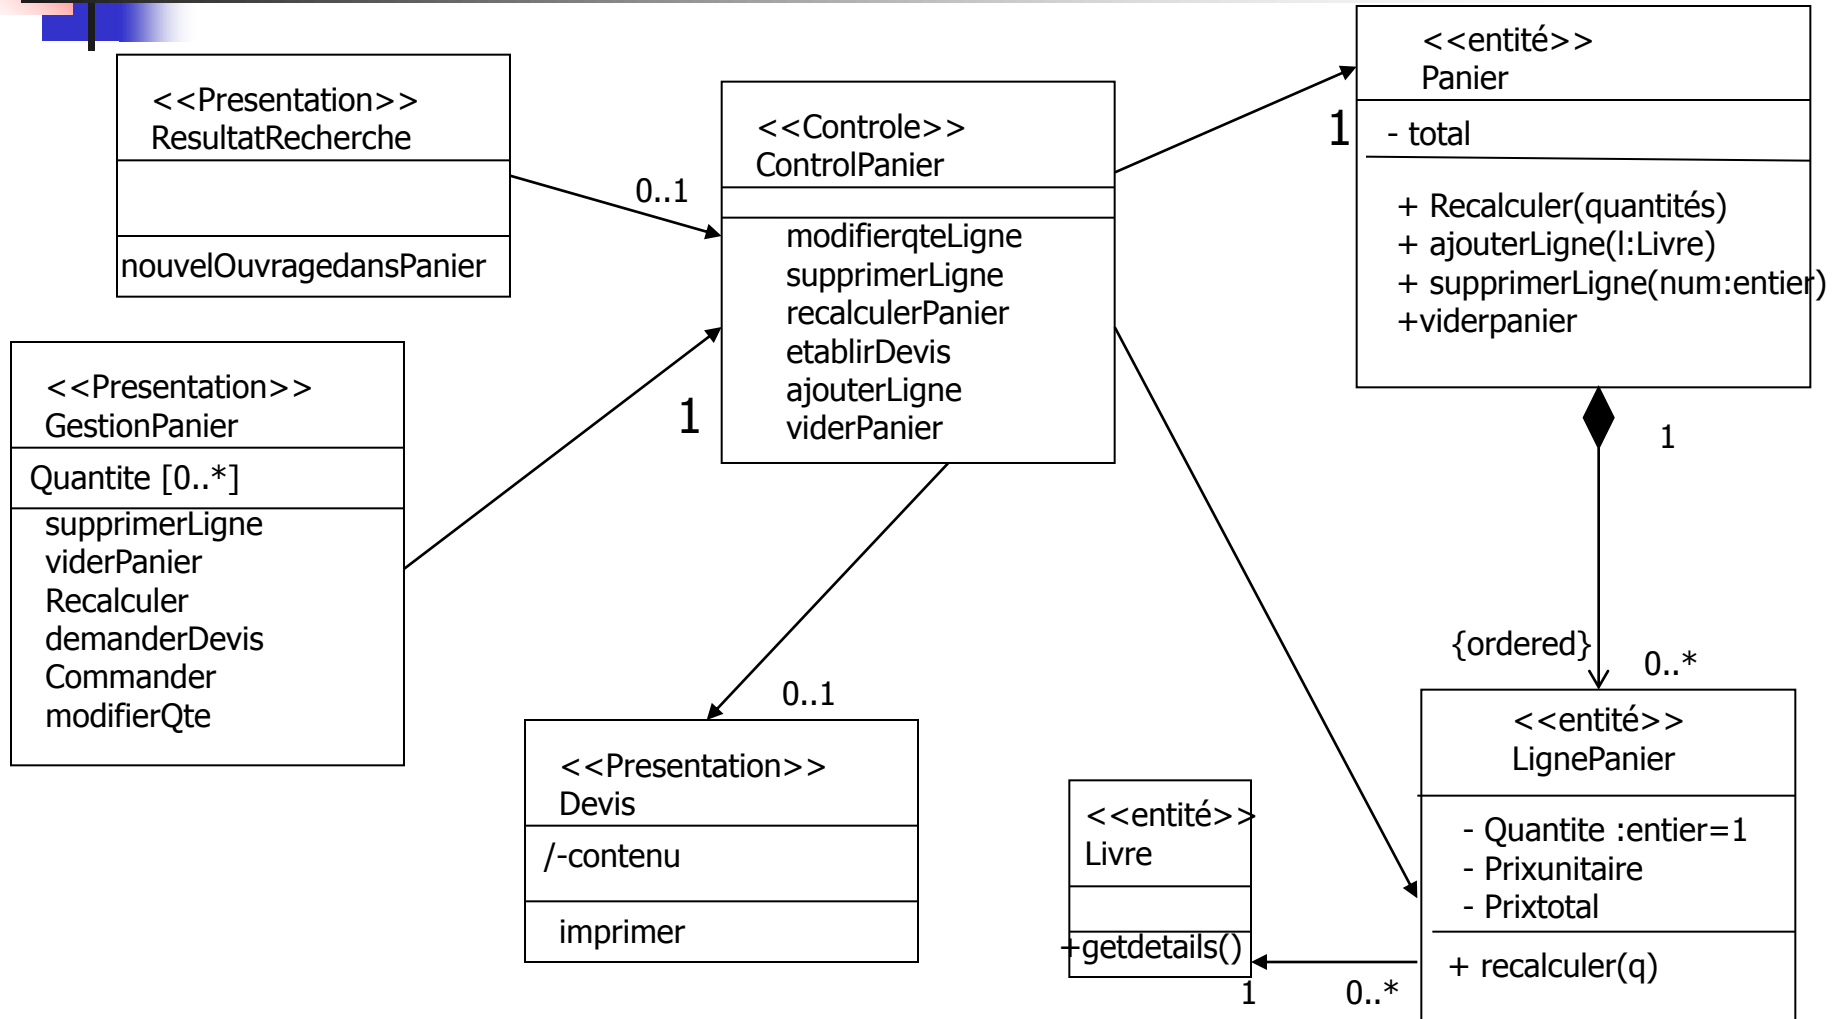 <<Presentation>>
ResultatRecherche
nouvelOuvragedansPanier
0..1
<<Controle>>
ControlPanier
modifierqteLigne
supprimerLigne
recalculerPanier
etablirDevis
ajouterLigne
viderPanier
1
<<entité>>
Panier
- total
+ Recalculer(quantités)
+ ajouterLigne(l:Livre)
+ supprimerLigne(num:entier)
+viderpanier
1
<<Presentation>>
GestionPanier
Quantite [0..*]
supprimerLigne
viderPanier
Recalculer
demanderDevis
Commander
modifierQte
1
{ordered}
0..*
0..1
<<Presentation>>
Devis
/-contenu
imprimer
<<entité>>
Livre
+getdetails()
1
0..*
<<entité>>
LignePanier
- Quantite :entier=1
- Prixunitaire
- Prixtotal
+ recalculer(q)